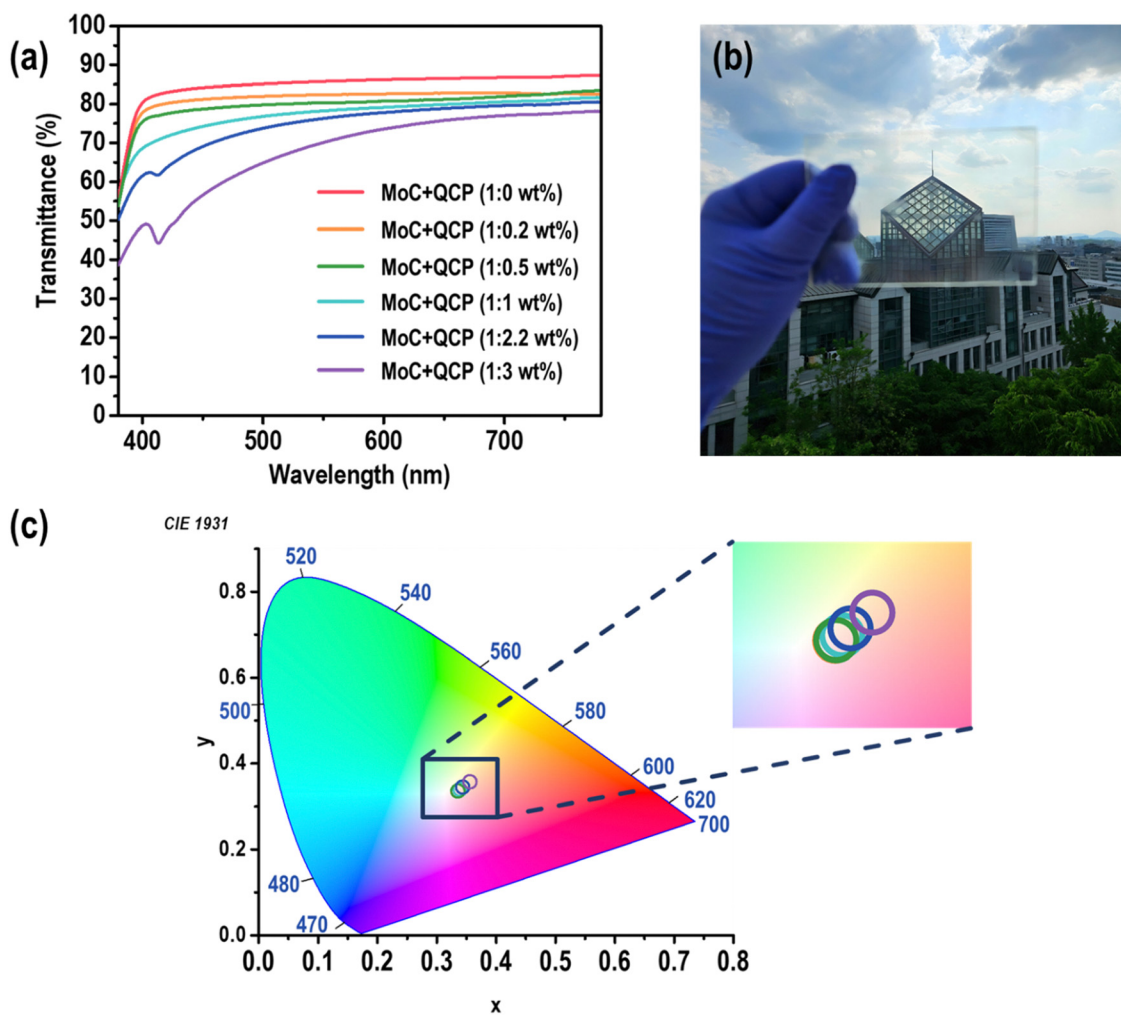 (a)
100
90
80
70
60
50
40
30
20
10
0
Transmittance (%)
400
500
600
700
Wavelength (nm)
MoC+QCP (1:0 wt%)
MoC+QCP (1:0.2 wt%)
MoC+QCP (1:0.5 wt%)
MoC+QCP (1:1 wt%)
MoC+QCP (1:2.2 wt%)
MoC+QCP (1:3 wt%)
(b)
(c)
CIE 1931
0.8
0.6
0.4
0.2
0.0
y
0.0 0.1 0.2 0.3 0.4 0.5 0.6 0.7 0.8
x
520
540
560
500
580
600
620
700
480
470